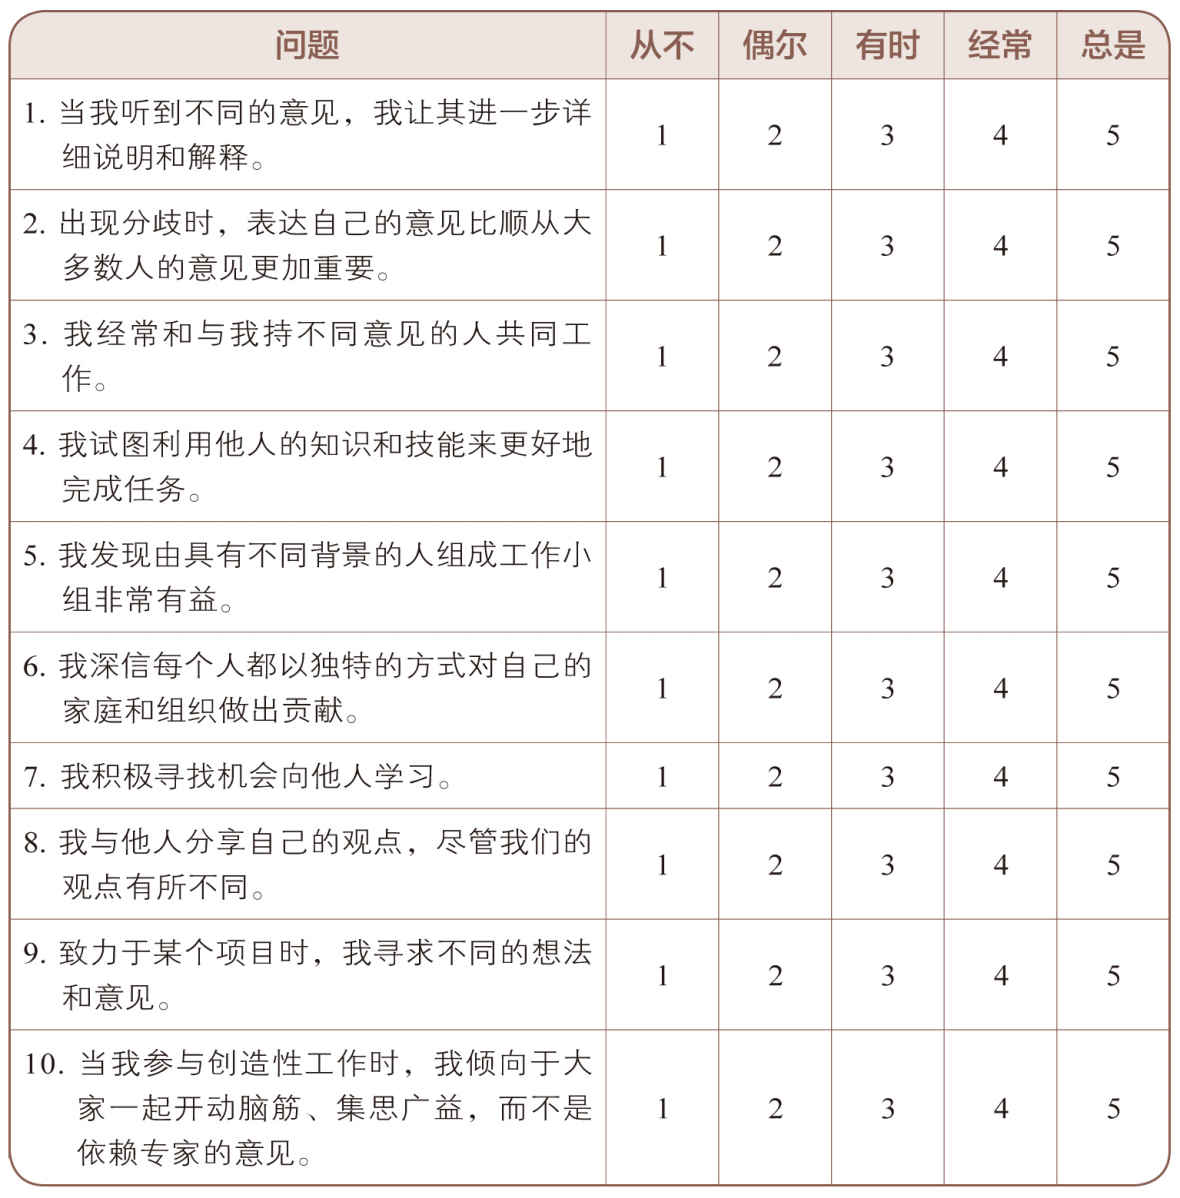 问题 从不 偶尔 有时 经常 总是
1. 当我听到不同的意见，我让其进一步详
细说明和解释。 1 2 3 4 5
2. 出现分歧时，表达自己的意见比顺从大
多数人的意见更加重要。 1 2 3 4 5
3. 我经常和与我持不同意见的人共同工
作。 1 2 3 4 5
4. 我试图利用他人的知识和技能来更好地
完成任务。 1 2 3 4 5
5. 我发现由具有不同背景的人组成工作小
组非常有益。 1 2 3 4 5
6. 我深信每个人都以独特的方式对自己的
家庭和组织做出贡献。 1 2 3 4 5
7. 我积极寻找机会向他人学习。 1 2 3 4 5
8. 我与他人分享自己的观点，尽管我们的
观点有所不同。 1 2 3 4 5
9. 致力于某个项目时，我寻求不同的想法
和意见。 1 2 3 4 5
10. 当我参与创造性工作时，我倾向于大
家一起开动脑筋、集思广益，而不是 1 2 3 4 5
依赖专家的意见。